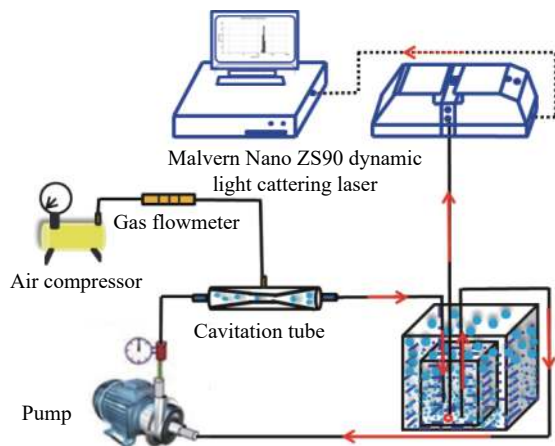 Malvern Nano ZS90 dynamic
light cattering laser
Gas flowmeter
Air compressor
Cavitation tube
Pump